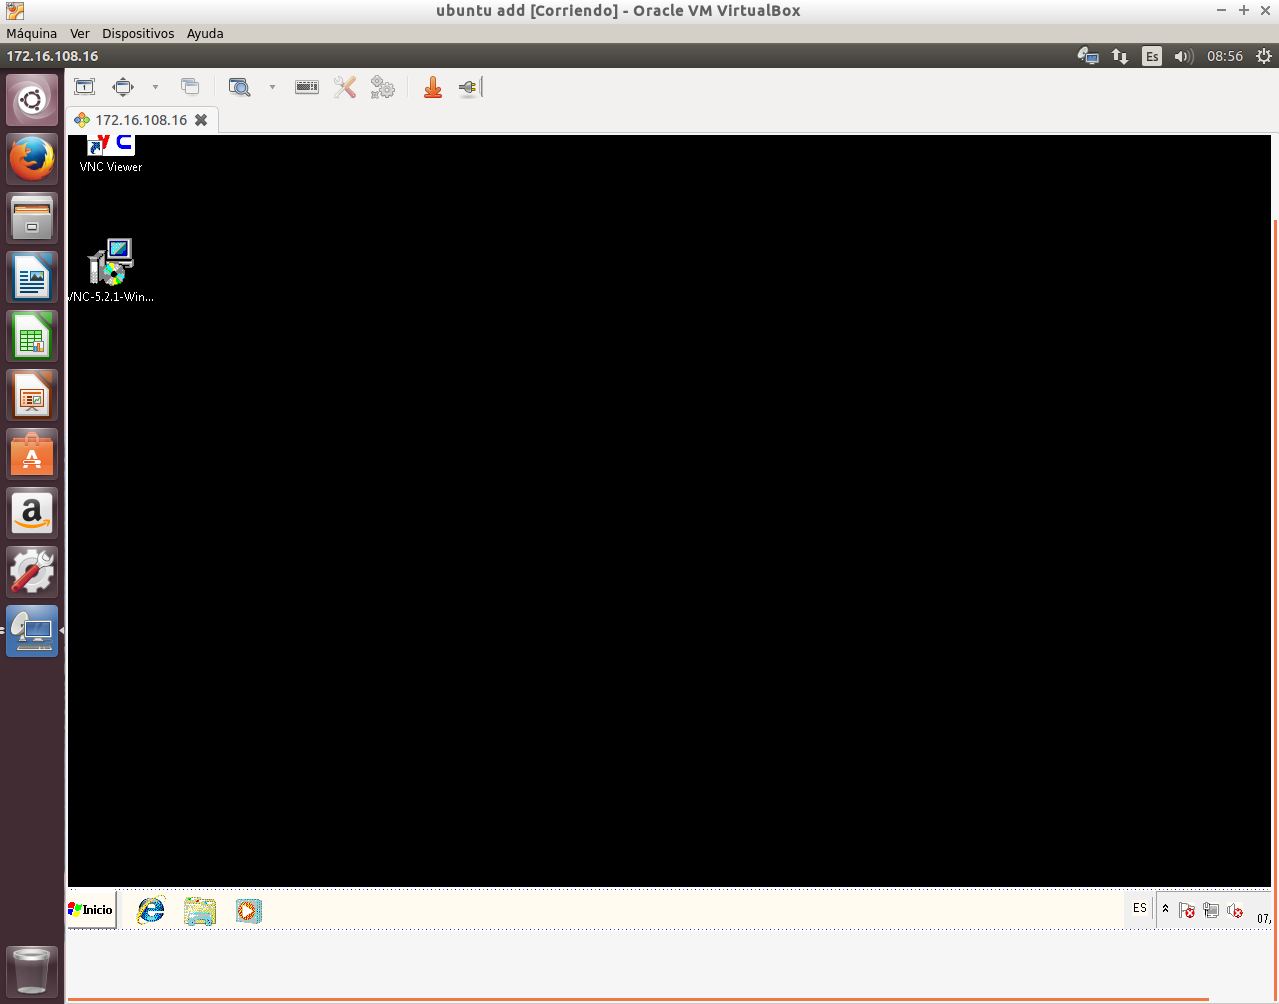 ubuntu add [Corriendo] - Oracle VM VirtualBox
Máquina Ver Dispositivos Ayuda
172.16.108.16
Es
08:56
172.16.108.16
VNC Viewer
VNC-5.2.1-Win...
Inicio
ES
07,